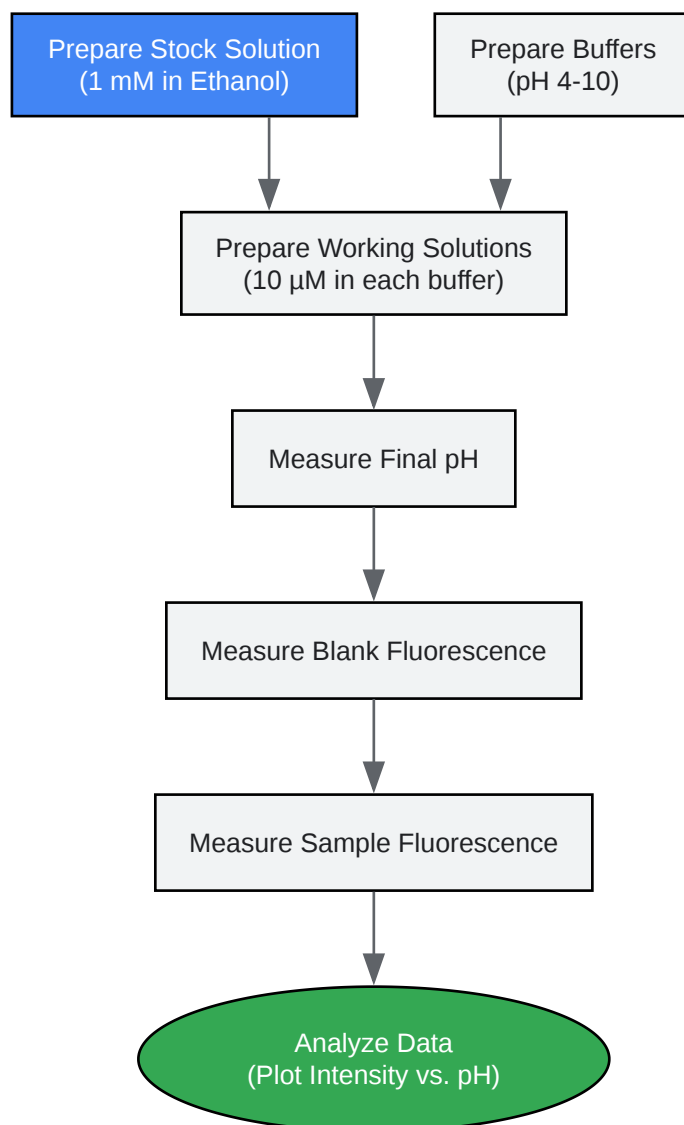 Prepare Stock Solution
(1 mM in Ethanol)
Prepare Buffers
(pH 4-10)
Prepare Working Solutions
(10 µM in each buffer)
Measure Final pH
Measure Blank Fluorescence
Measure Sample Fluorescence
Analyze Data
(Plot Intensity vs. pH)